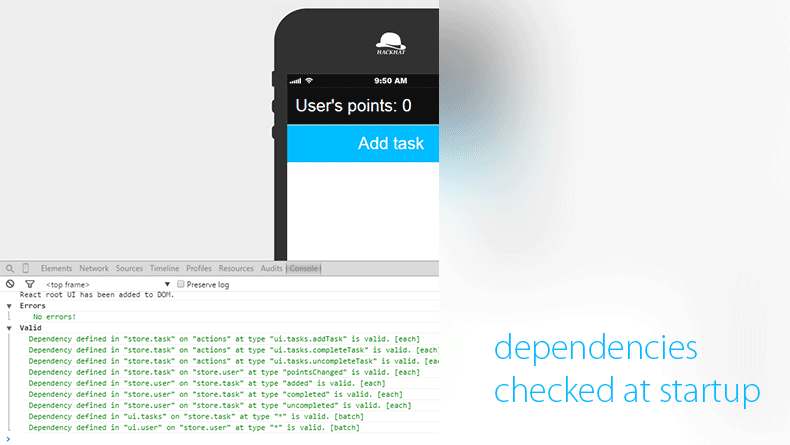 HACKHAT
9:50 AM
User's points: 0
Add task
Elements Network Sources Timeline Profiles Resources Audits Console
<top frame> Preserve log
React root UI has been added to DOM.
Errors
No errors!
Valid
Dependency defined in "store.task" on "actions" at type "ui.tasks.addTask" is valid. [each]
Dependency defined in "store.task" on "actions" at type "ui.tasks.completeTask" is valid. [each]
Dependency defined in "store.task" on "actions" at type "ui.tasks.uncompleteTask" is valid. [each]
Dependency defined in "store.task" on "store.user" at type "pointsChanged" is valid. [each]
Dependency defined in "store.user" on "store.task" at type "added" is valid. [each]
Dependency defined in "store.user" on "store.task" at type "completed" is valid. [each]
Dependency defined in "store.user" on "store.task" at type "uncompleted" is valid. [each]
Dependency defined in "ui.tasks" on "store.task" at type "*" is valid. [batch]
Dependency defined in "ui.user" on "store.user" at type "*" is valid. [batch]
dependencies
checked at startup